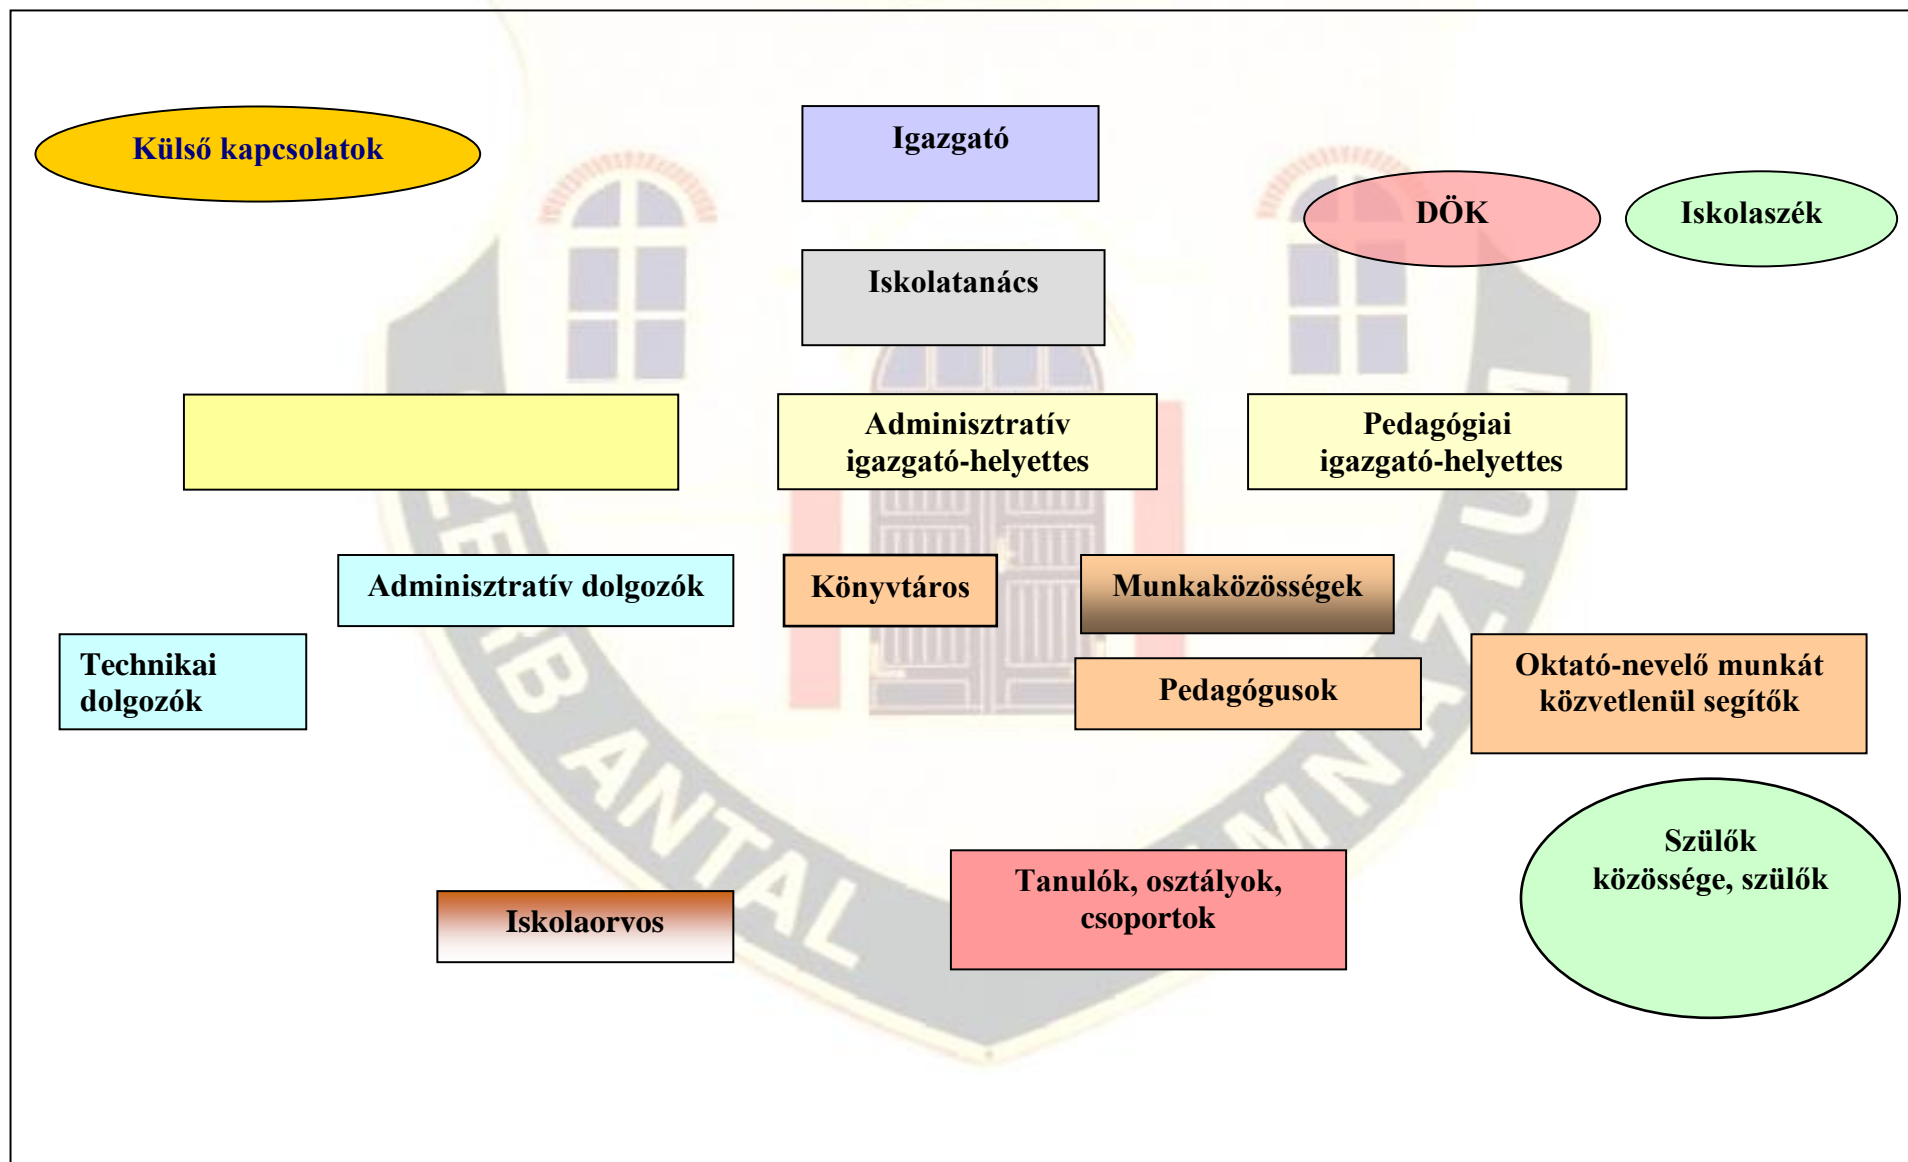 Külső kapcsolatok
Igazgató
DÖK
Iskolaszék
Iskolatanács
Adminisztratív
igazgató-helyettes
Pedagógiai
igazgató-helyettes
Adminisztratív dolgozók
Könyvtáros
Munkaközösségek
Technikai
dolgozók
Pedagógusok
Oktató-nevelő munkát
közvetlenül segítők
Szülők
közössége, szülők
Tanulók, osztályok,
csoportok
Iskolaorvos
ANTAL